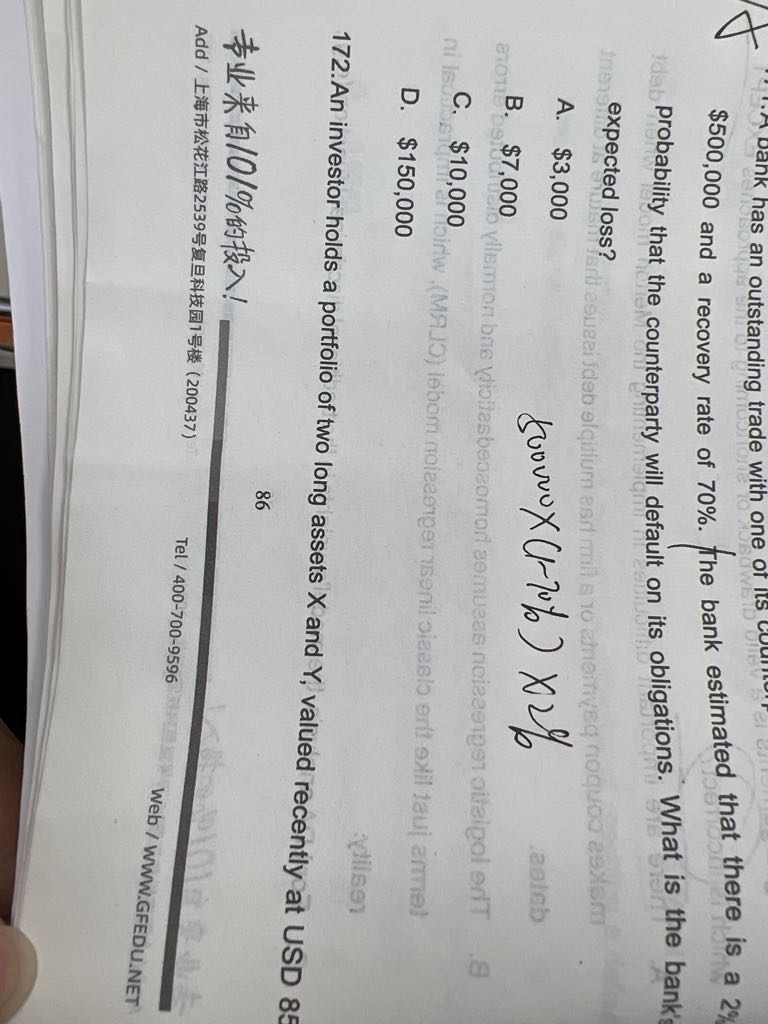 bank has an outstanding trade with one of its
$500,000 and a recovery rate of 70%. The bank estimated that there is a 2%
probability that the counterparty will default on its obligations. What is the bank's
expected loss?
A. $3,000
B. $7,000
C. $10,000
D. $150,000
500000×(1-70%)×2%
172.An investor holds a portfolio of two long assets X and Y, valued recently at USD 85
86
专业来自101%的投入!
Add / 上海市松花江路2539号复旦科技园1号楼（200437） Tel / 400-700-9596 Web / WWW.GFEDU.NET